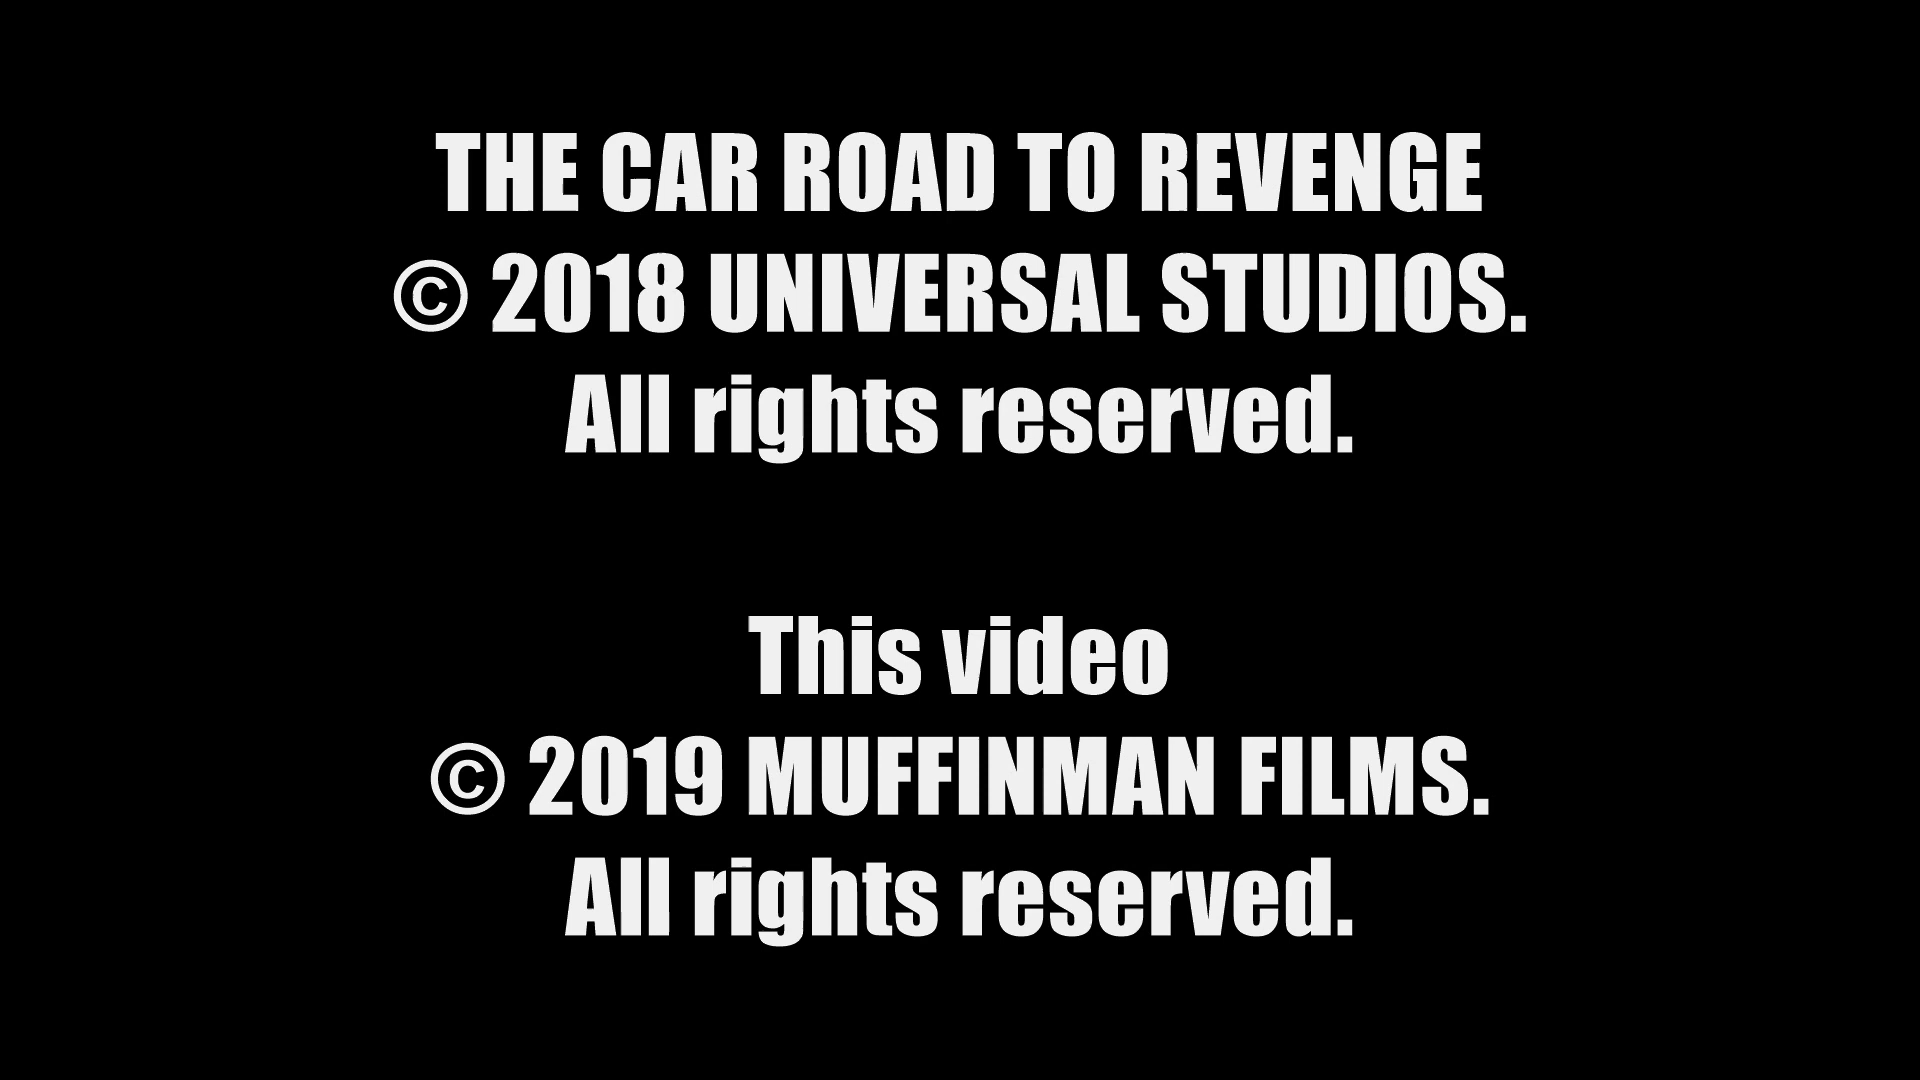 THE CAR ROAD TO REVENGE
© 2018 UNIVERSAL STUDIOS.
All rights reserved.
This video
© 2019 MUFFINMAN FILMS.
All rights reserved.